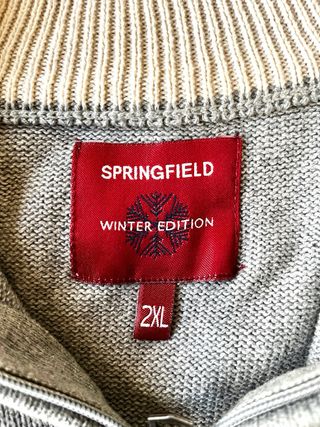 SPRINGFIELD
WINTER EDITION
2XL